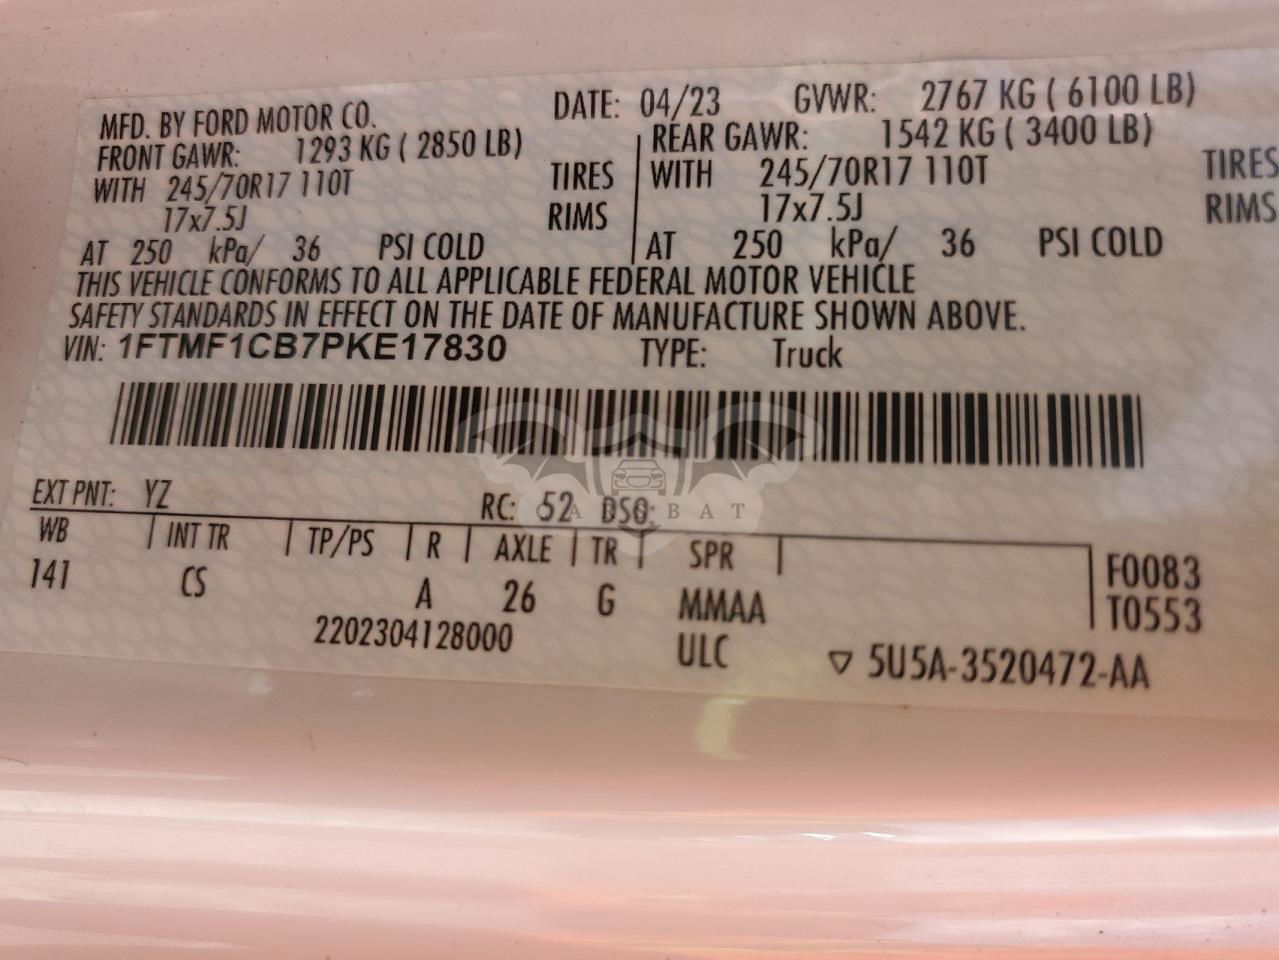 MFD. BY FORD MOTOR CO. DATE: 04/23 GVWR: 2767 KG ( 6100 LB)
FRONT GAWR: 1293 KG ( 2850 LB) REAR GAWR: 1542 KG ( 3400 LB)
WITH 245/70R17 110T TIRES WITH 245/70R17 110T TIRES
17x7.5J RIMS 17x7.5J RIMS
AT 250 kPa/ 36 PSI COLD AT 250 kPa/ 36 PSI COLD
THIS VEHICLE CONFORMS TO ALL APPLICABLE FEDERAL MOTOR VEHICLE
SAFETY STANDARDS IN EFFECT ON THE DATE OF MANUFACTURE SHOWN ABOVE.
VIN: 1FTMF1CB7PKE17830 TYPE: Truck
EXT PNT: YZ RC: 52 DSO:
CARSBAT
WB INT TR TP/PS R AXLE TR SPR F0083
141 CS A 26 G MMAA T0553
2202304128000 ULC ▽ 5U5A-3520472-AA